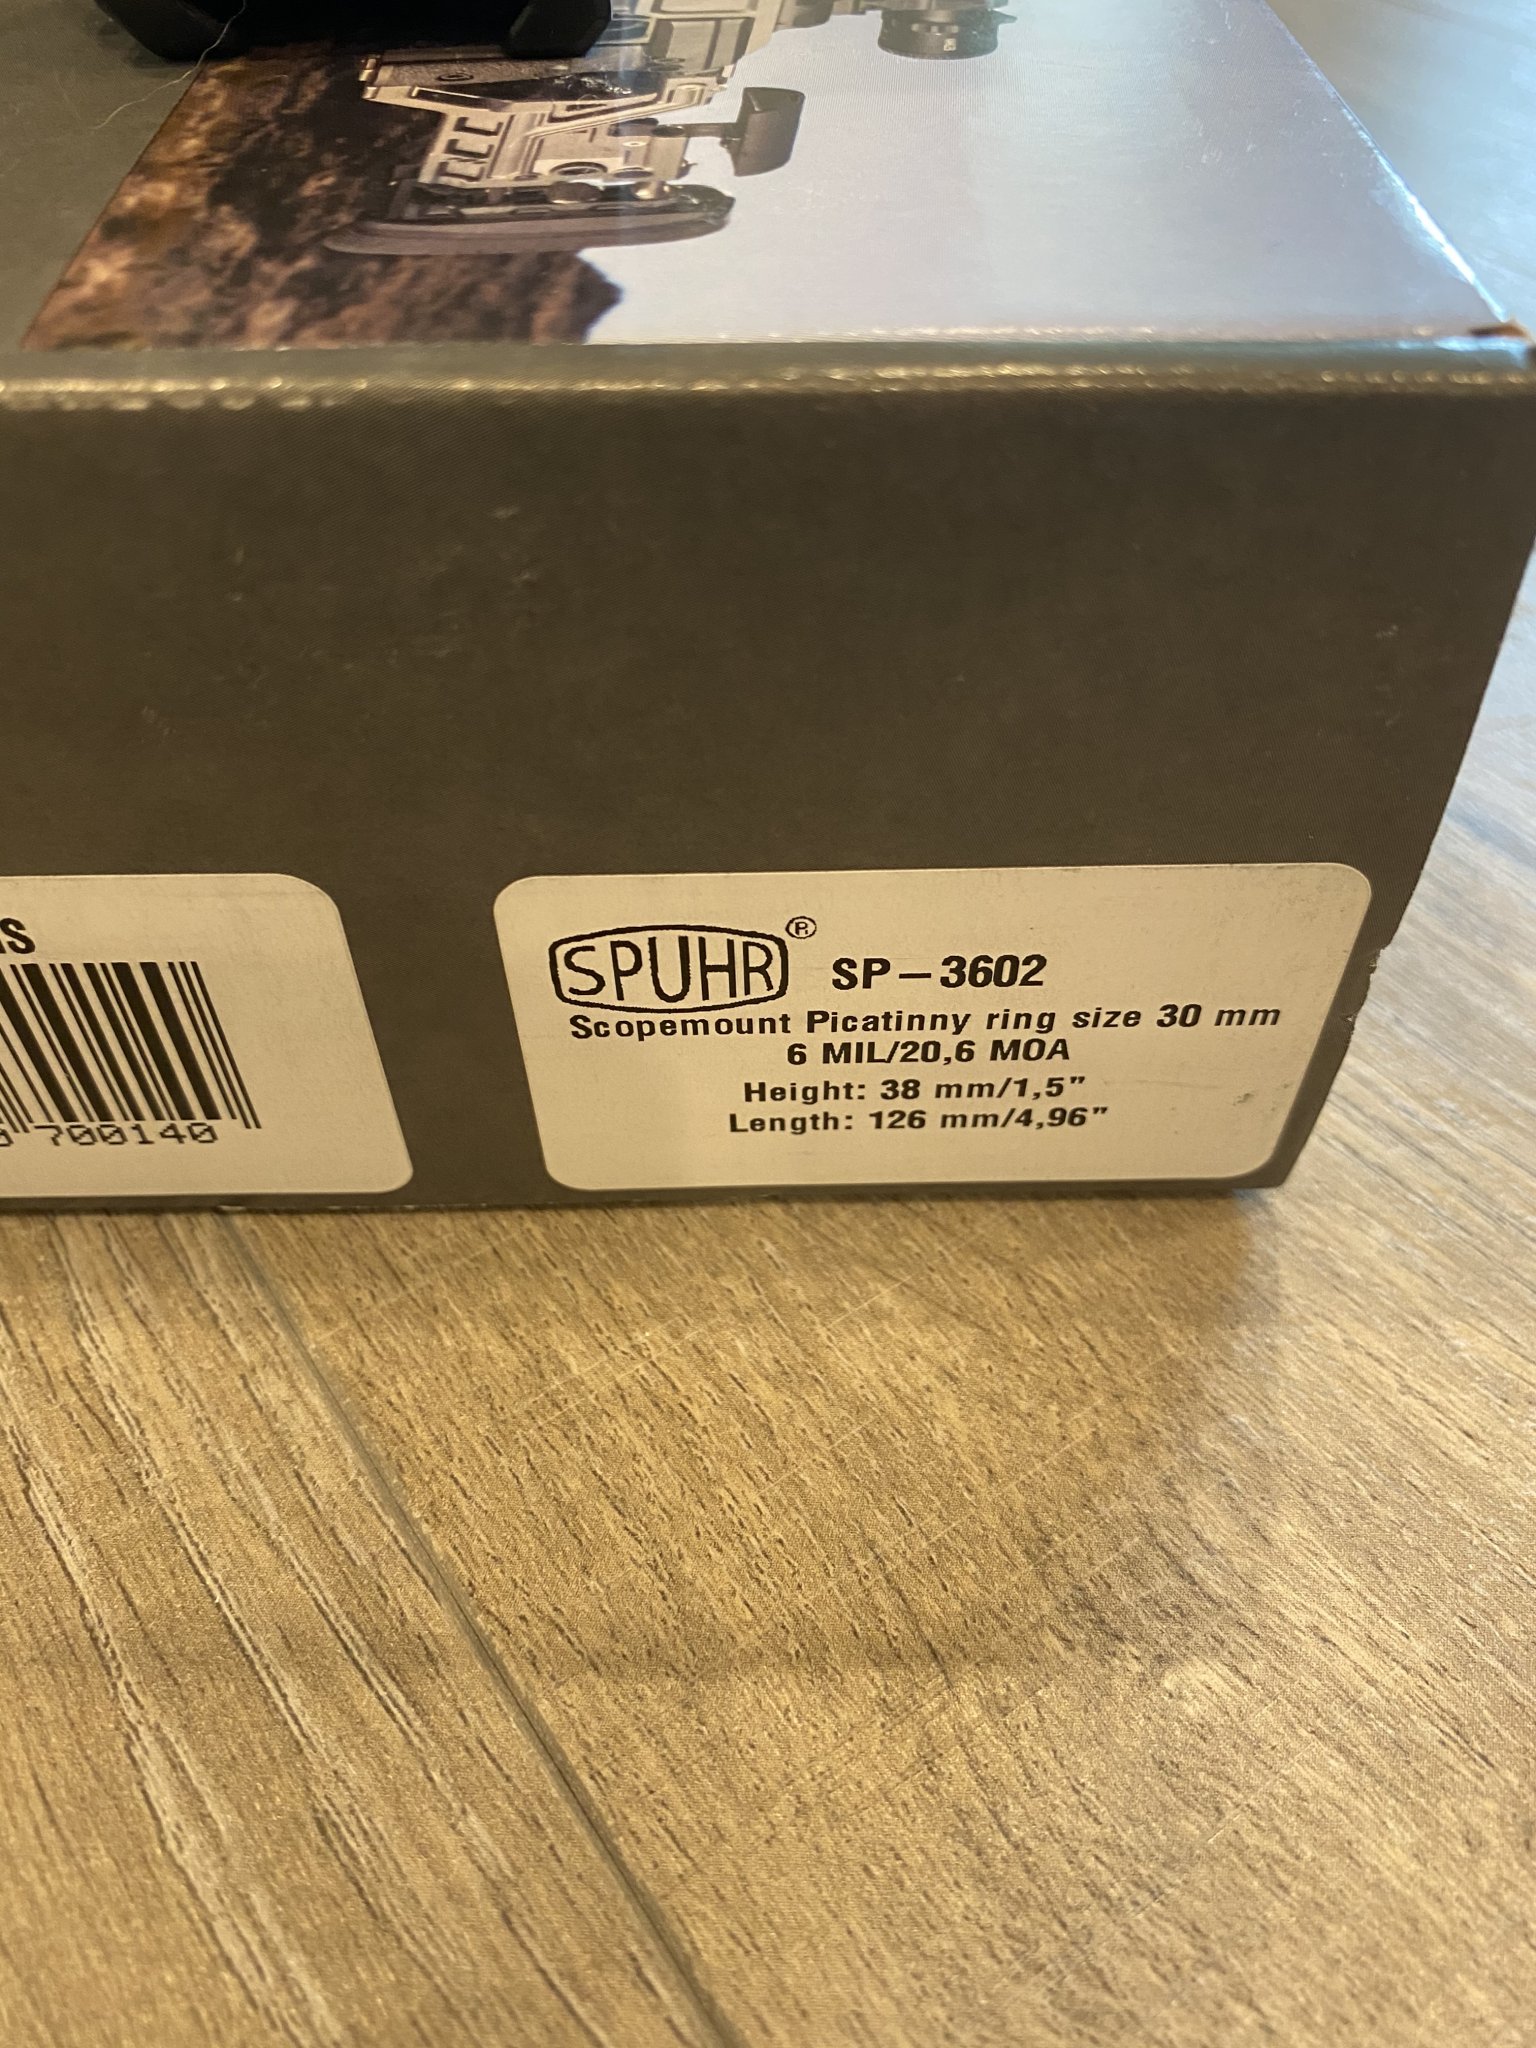 SPUHR® SP-3602
Scopemount Picatinny ring size 30 mm
6 MIL/20,6 MOA
Height: 38 mm/1,5"
Length: 126 mm/4,96"
700140